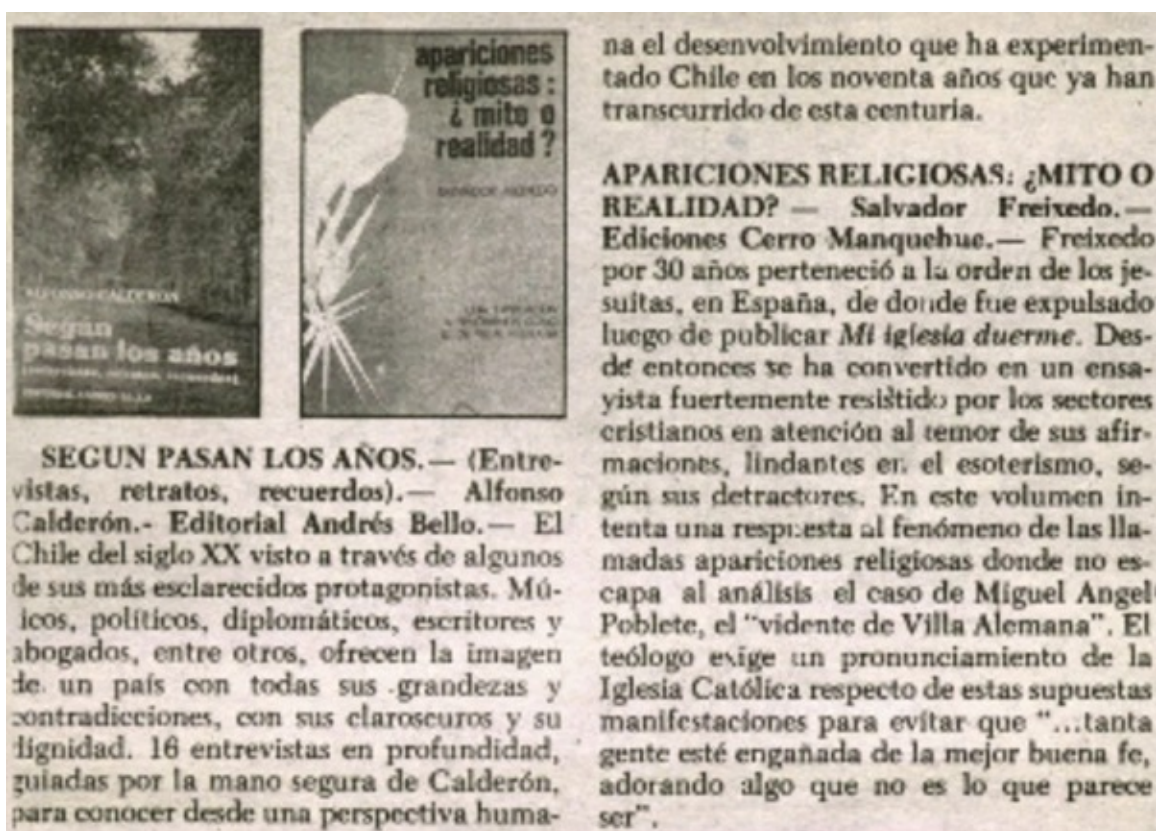 ALFONSO CALDERON
Según
pasan los años
apariciones
religiosas :
¿ mito o
realidad ?
SALVADOR FREIXEDO
SEGUN PASAN LOS AÑOS.— (Entre-
vistas, retratos, recuerdos).— Alfonso
Calderón.- Editorial Andrés Bello.— El
Chile del siglo XX visto a través de algunos
de sus más esclarecidos protagonistas. Mú-
icos, políticos, diplomáticos, escritores y
abogados, entre otros, ofrecen la imagen
de un país con todas sus grandezas y
contradicciones, con sus claroscuros y su
dignidad. 16 entrevistas en profundidad,
guiadas por la mano segura de Calderón,
para conocer desde una perspectiva huma-
na el desenvolvimiento que ha experimen-
tado Chile en los noventa años que ya han
transcurrido de esta centuria.
APARICIONES RELIGIOSAS: ¿MITO O
REALIDAD? — Salvador Freixedo.—
Ediciones Cerro Manquehue.— Freixedo
por 30 años perteneció a la orden de los je-
suitas, en España, de donde fue expulsado
luego de publicar Mi iglesia duerme. Des-
de entonces se ha convertido en un ensa-
yista fuertemente resistido por los sectores
cristianos en atención al temor de sus afir-
maciones, lindantes en el esoterismo, se-
gún sus detractores. En este volumen in-
tenta una respuesta al fenómeno de las lla-
madas apariciones religiosas donde no es-
capa al análisis el caso de Miguel Angel
Poblete, el “vidente de Villa Alemana”. El
teólogo exige un pronunciamiento de la
Iglesia Católica respecto de estas supuestas
manifestaciones para evitar que “...tanta
gente esté engañada de la mejor buena fe,
adorando algo que no es lo que parece
ser”.